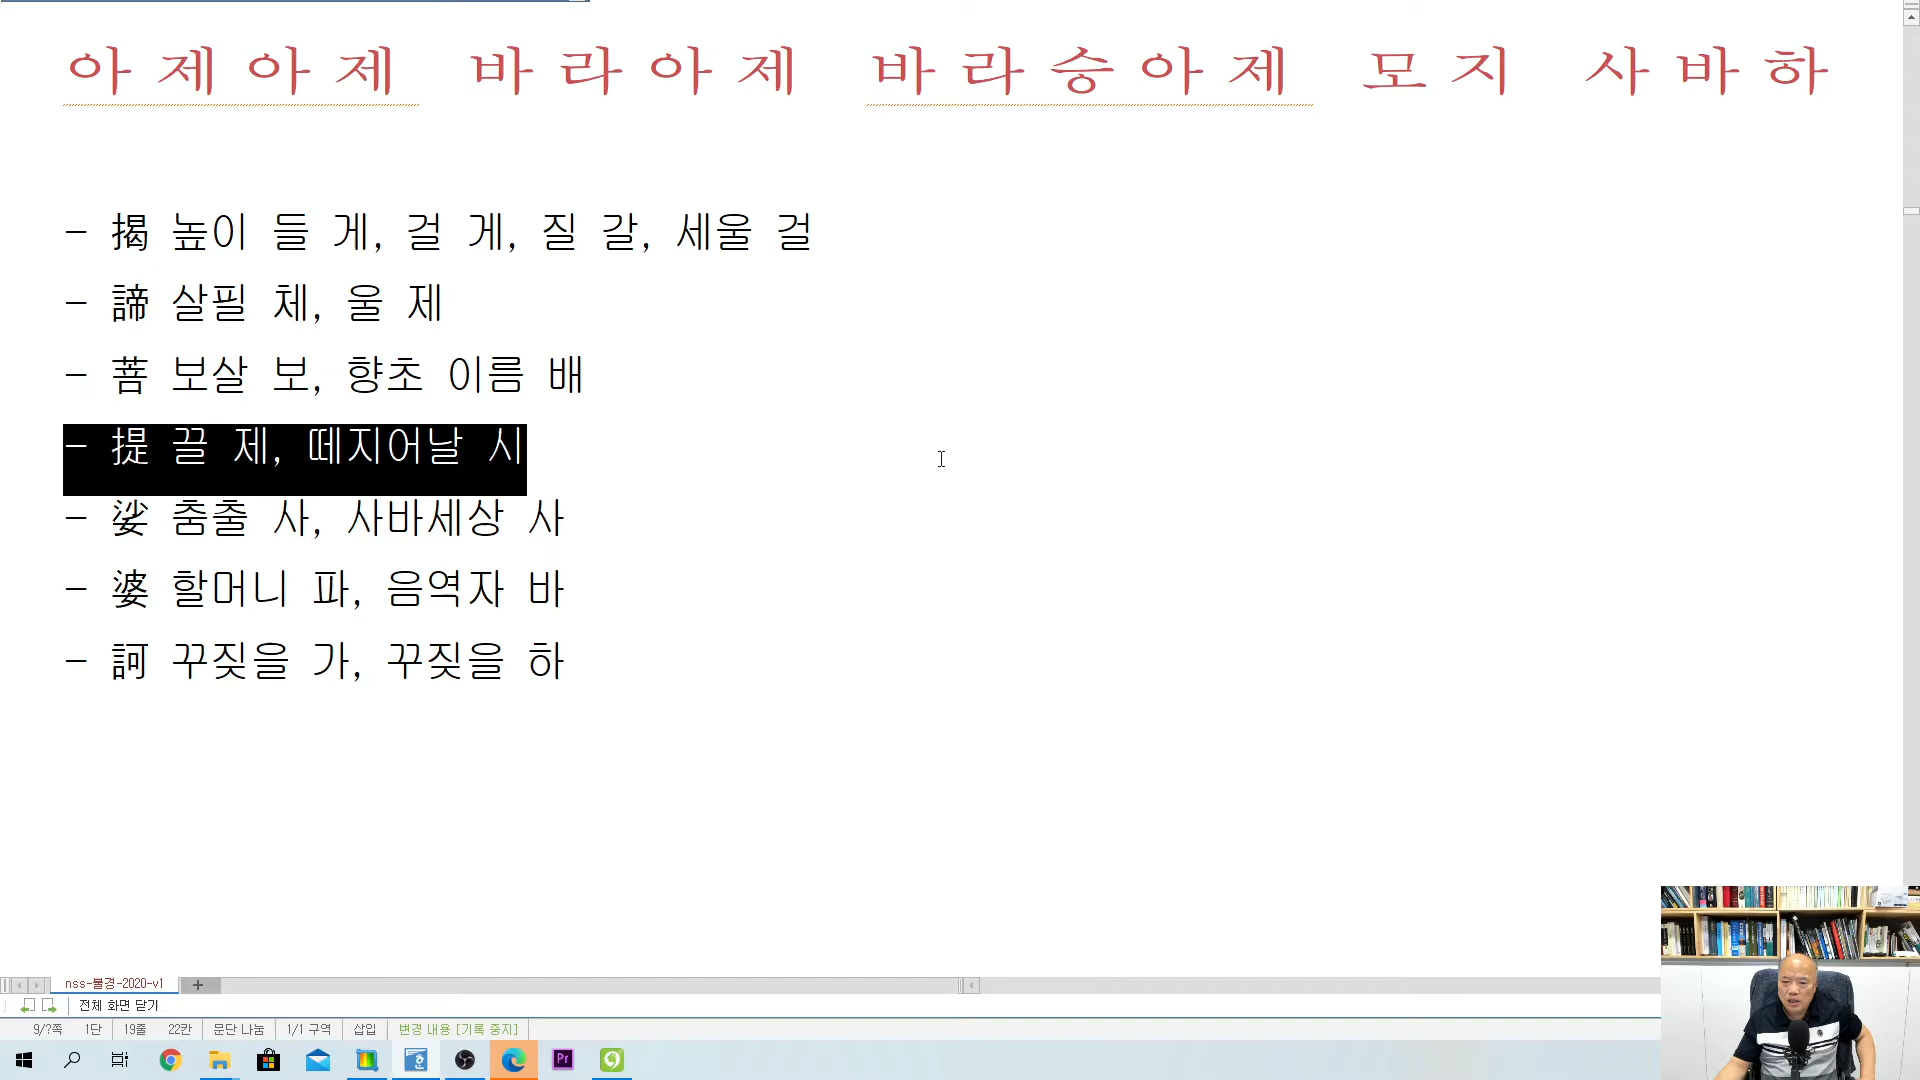 아제아제 바라아제 바라승아제 모지 사바하
- 揭 높이 들 게, 걸 게, 질 갈, 세울 걸
- 諦 살필 체, 울 제
- 菩 보살 보, 향초 이름 배
- 提 끌 제, 떼지어날 시
- 娑 춤출 사, 사바세상 사
- 婆 할머니 파, 음역자 바
- 訶 꾸짖을 가, 꾸짖을 하
nss-불경-2020-v1
전체 화면 닫기
9/?쪽 1단 19줄 22칸 문단 나눔 1/1 구역 삽입 변경 내용 [기록 중지]
Pr